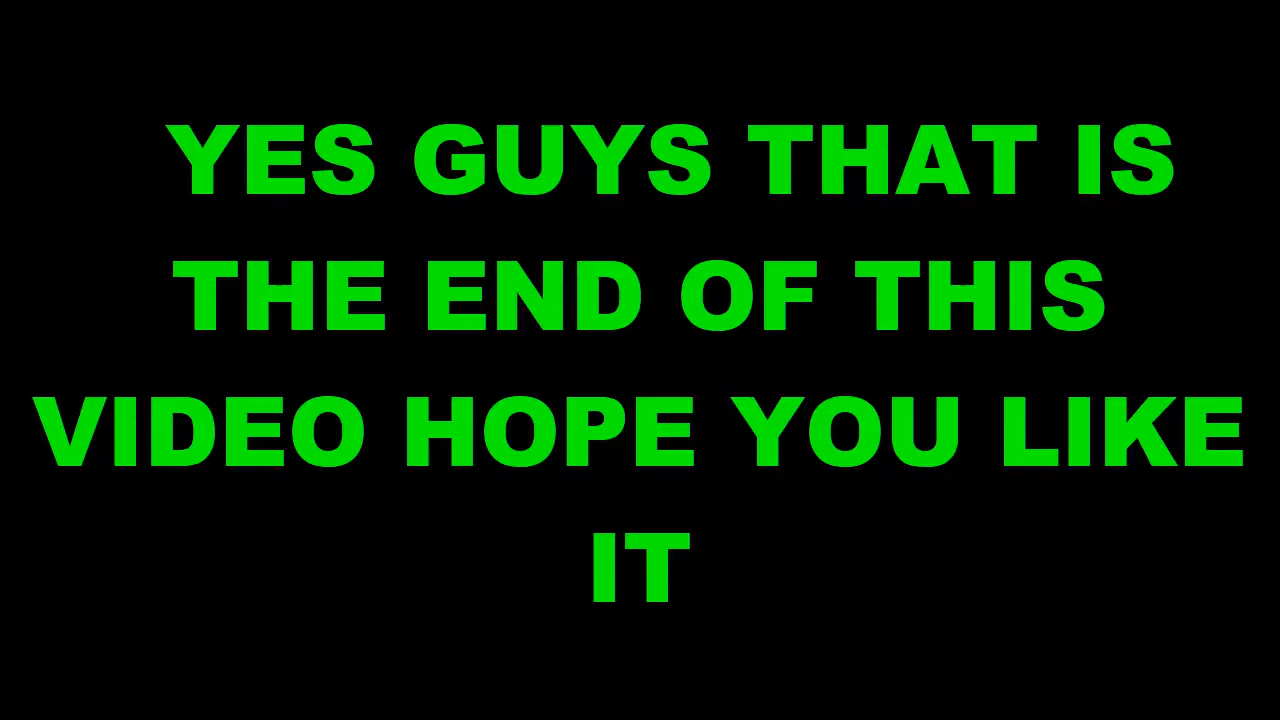 YES GUYS THAT IS
THE END OF THIS
VIDEO HOPE YOU LIKE
IT